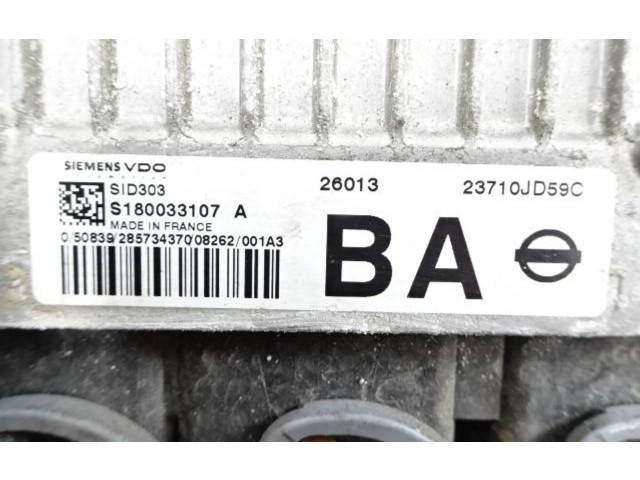 SIEMENS VDO
SID303 26013 23710JD59C
S180033107 A
MADE IN FRANCE
0/50839/285734370/08262/001A3
BA